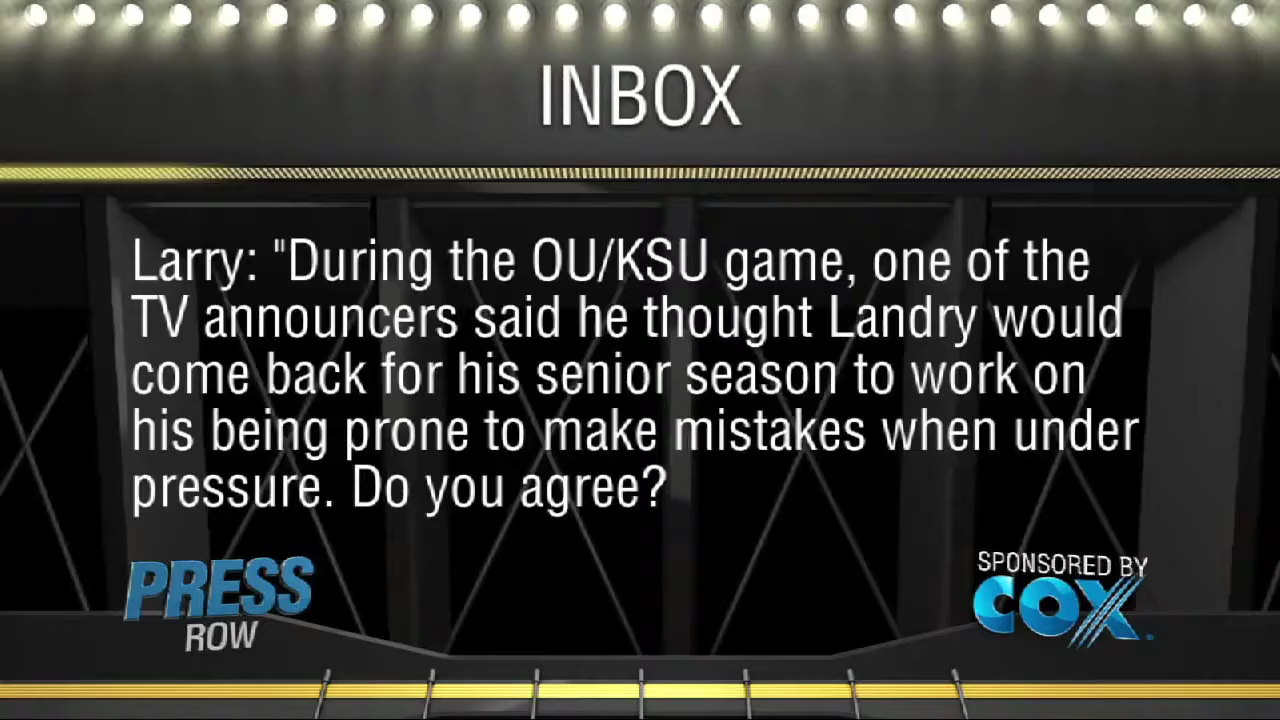 INBOX
Larry: "During the OU/KSU game, one of the
TV announcers said he thought Landry would
come back for his senior season to work on
his being prone to make mistakes when under
pressure. Do you agree?
PRESS
ROW
SPONSORED BY
COX